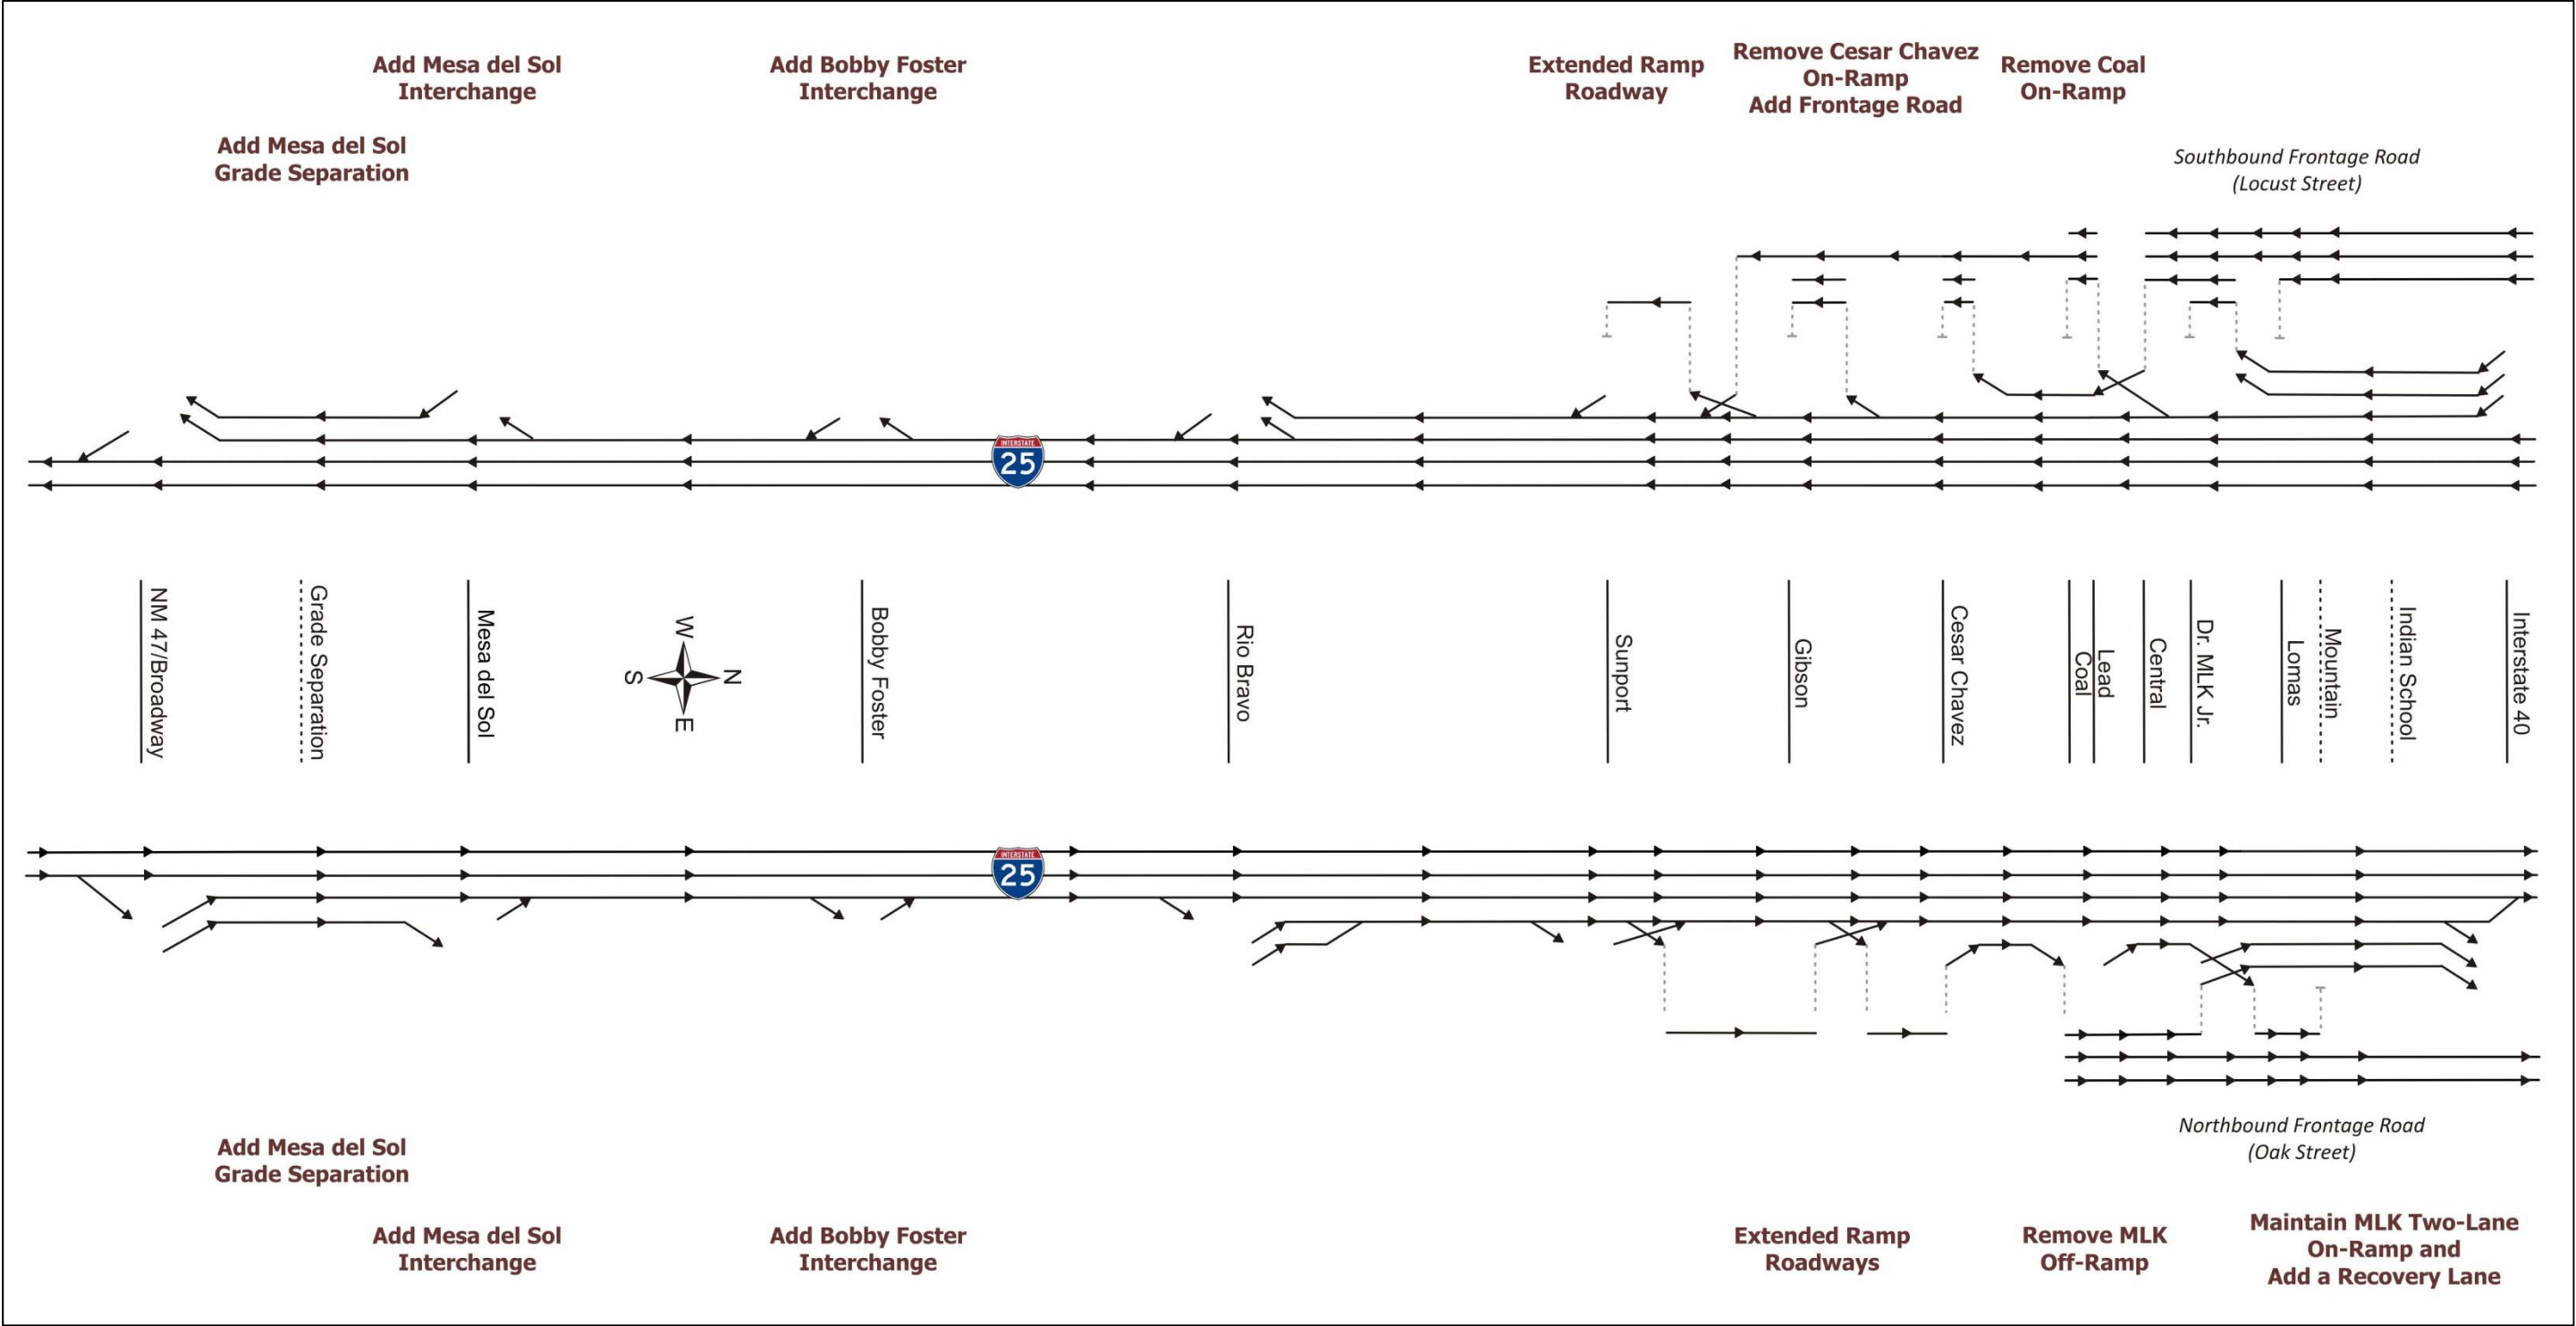 Add Mesa del Sol
Interchange
Add Bobby Foster
Interchange
Extended Ramp
Roadway
Remove Cesar Chavez
On-Ramp
Add Frontage Road
Remove Coal
On-Ramp
Add Mesa del Sol
Grade Separation
Southbound Frontage Road
(Locust Street)
INTERSTATE
25
NM 47/Broadway
Grade Separation
Mesa del Sol
W
N
S
E
Bobby Foster
Rio Bravo
Sunport
Gibson
Cesar Chavez
Coal
Lead
Central
Dr. MLK Jr.
Lomas
Mountain
Indian School
Interstate 40
INTERSTATE
25
Northbound Frontage Road
(Oak Street)
Add Mesa del Sol
Grade Separation
Add Mesa del Sol
Interchange
Add Bobby Foster
Interchange
Extended Ramp
Roadways
Remove MLK
Off-Ramp
Maintain MLK Two-Lane
On-Ramp and
Add a Recovery Lane